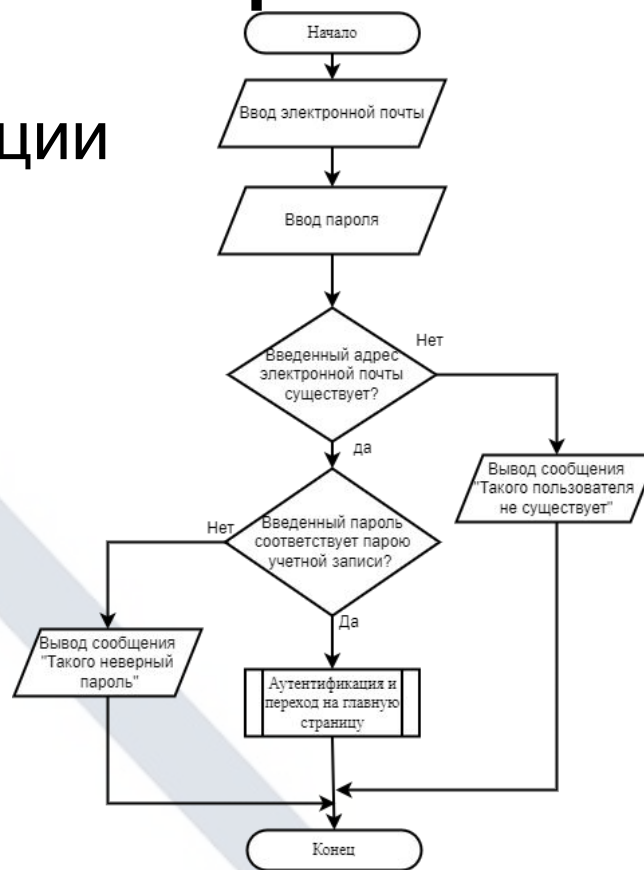 ции
Начало
Ввод электронной почты
Ввод пароля
Введенный адрес
электронной почты
существует?
Нет
да
Вывод сообщения
"Такого пользователя
не существует"
Нет
Введенный пароль
соответствует парою
учетной записи?
Да
Вывод сообщения
"Такого неверный
пароль"
Аутентификация и
переход на главную
страницу
Конец